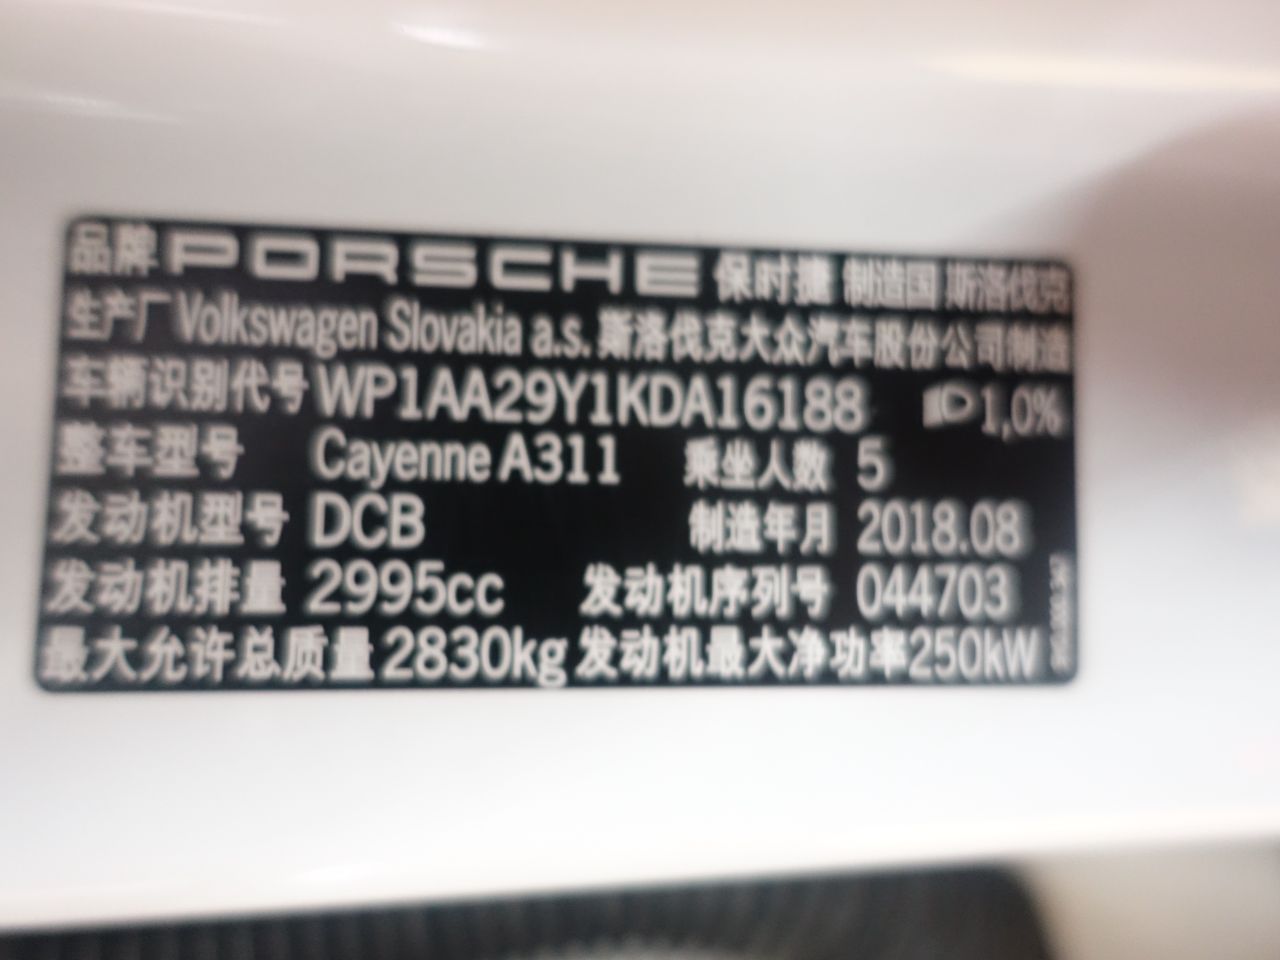 品牌 PORSCHE 保时捷 制造国 斯洛伐克
生产厂 Volkswagen Slovakia a.s. 斯洛伐克大众汽车股份公司制造
车辆识别代号 WP1AA29Y1KDA16188 1,0%
整车型号 Cayenne A311 乘坐人数 5
发动机型号 DCB 制造年月 2018.08
发动机排量 2995cc 发动机序列号 044703
最大允许总质量 2830kg 发动机最大净功率 250kW